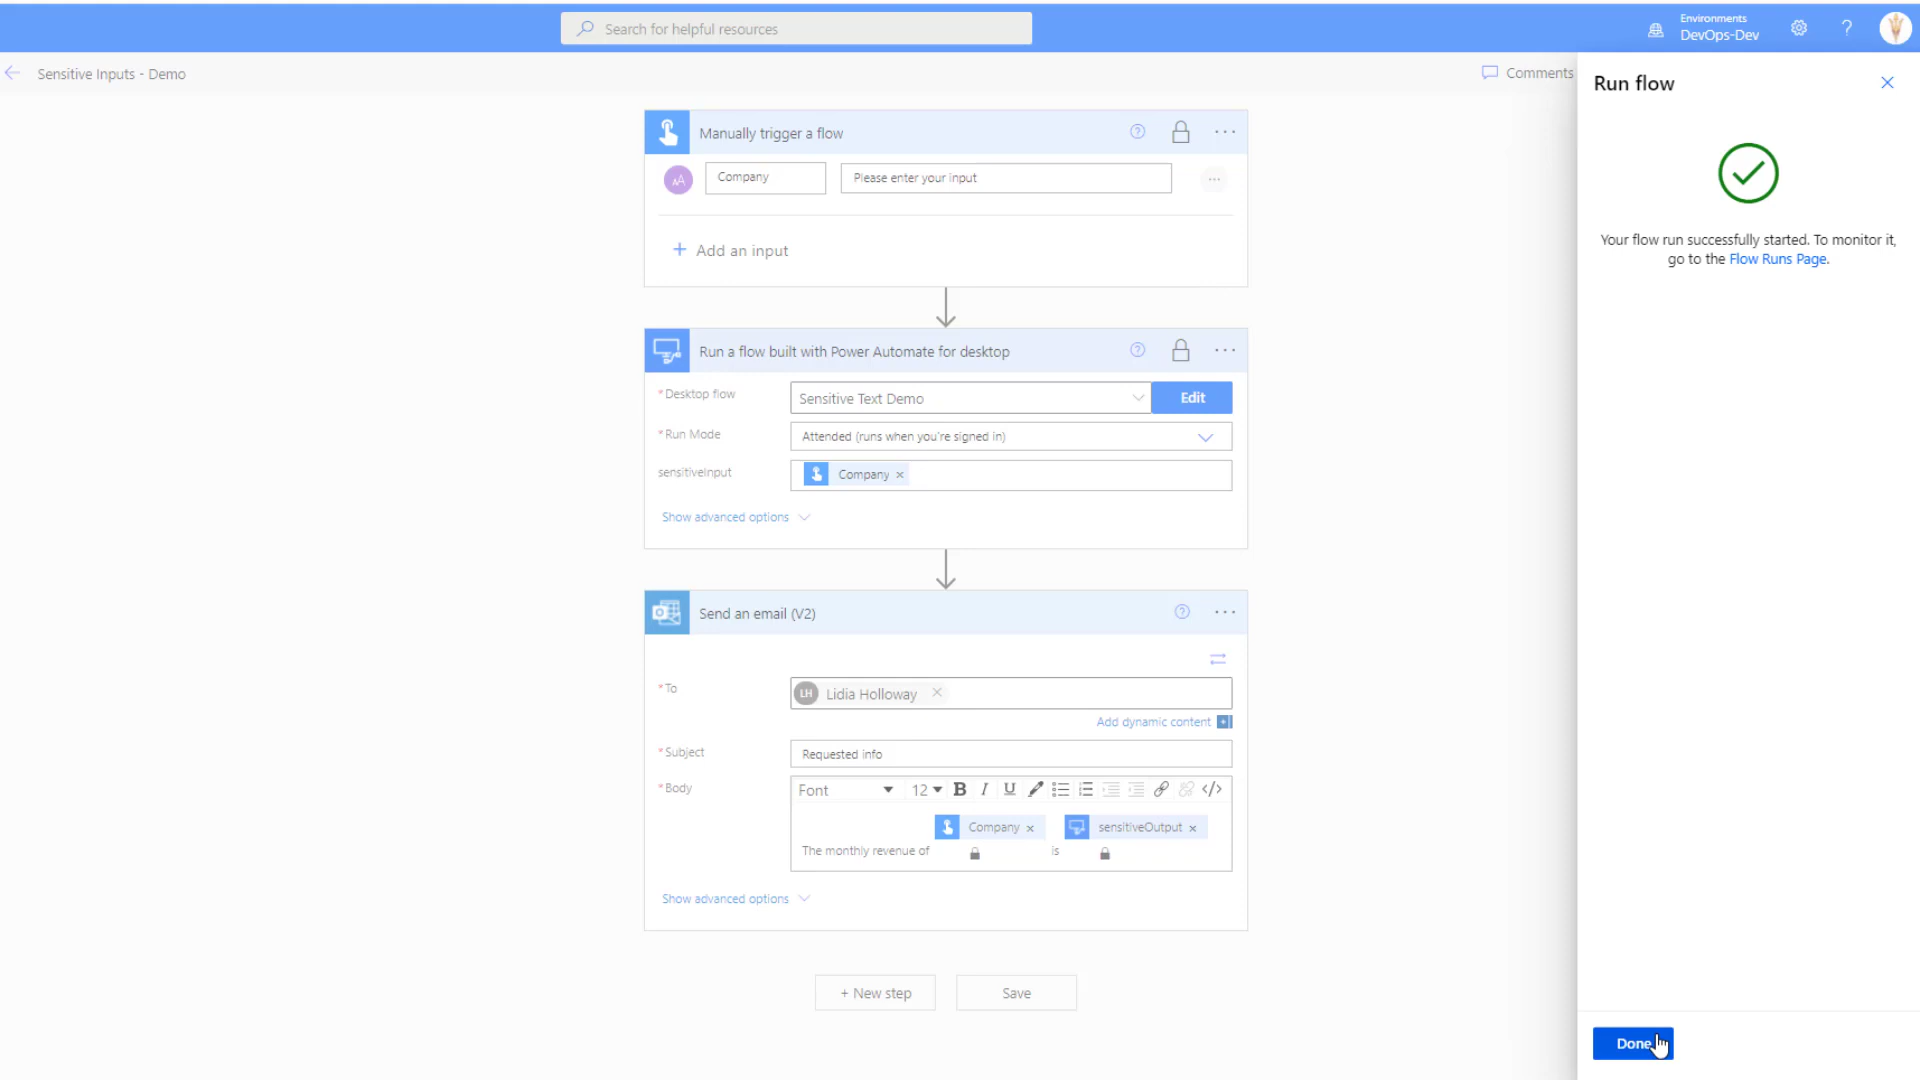 Search for helpful resources
Environments
DevOps-Dev
?
Sensitive Inputs - Demo
Comments
Run flow
Your flow run successfully started. To monitor it,
go to the Flow Runs Page.
Done
Manually trigger a flow
?
...
AA
Company
Please enter your input
...
+ Add an input
Run a flow built with Power Automate for desktop
?
...
*Desktop flow
Sensitive Text Demo
Edit
*Run Mode
Attended (runs when you're signed in)
sensitiveInput
Company ×
Show advanced options
Send an email (V2)
?
...
*To
LH Lidia Holloway ×
Add dynamic content +
*Subject
Requested info
*Body
Font 12 B I U </>
Company × sensitiveOutput ×
The monthly revenue of is
Show advanced options
+ New step
Save